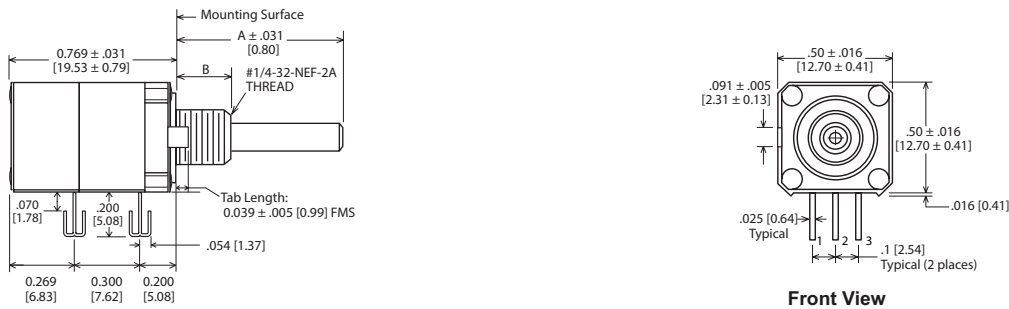 Mounting Surface
A ± .031
[0.80]
0.769 ± .031
[19.53 ± 0.79]
B
#1/4-32-NEF-2A
THREAD
.070
[1.78]
.200
[5.08]
Tab Length:
0.039 ± .005 [0.99] FMS
.054 [1.37]
0.269
[6.83]
0.300
[7.62]
0.200
[5.08]
.50 ± .016
[12.70 ± 0.41]
.091 ± .005
[2.31 ± 0.13]
.50 ± .016
[12.70 ± 0.41]
.016 [0.41]
.025 [0.64]
Typical
1 2 3
.1 [2.54]
Typical (2 places)
Front View